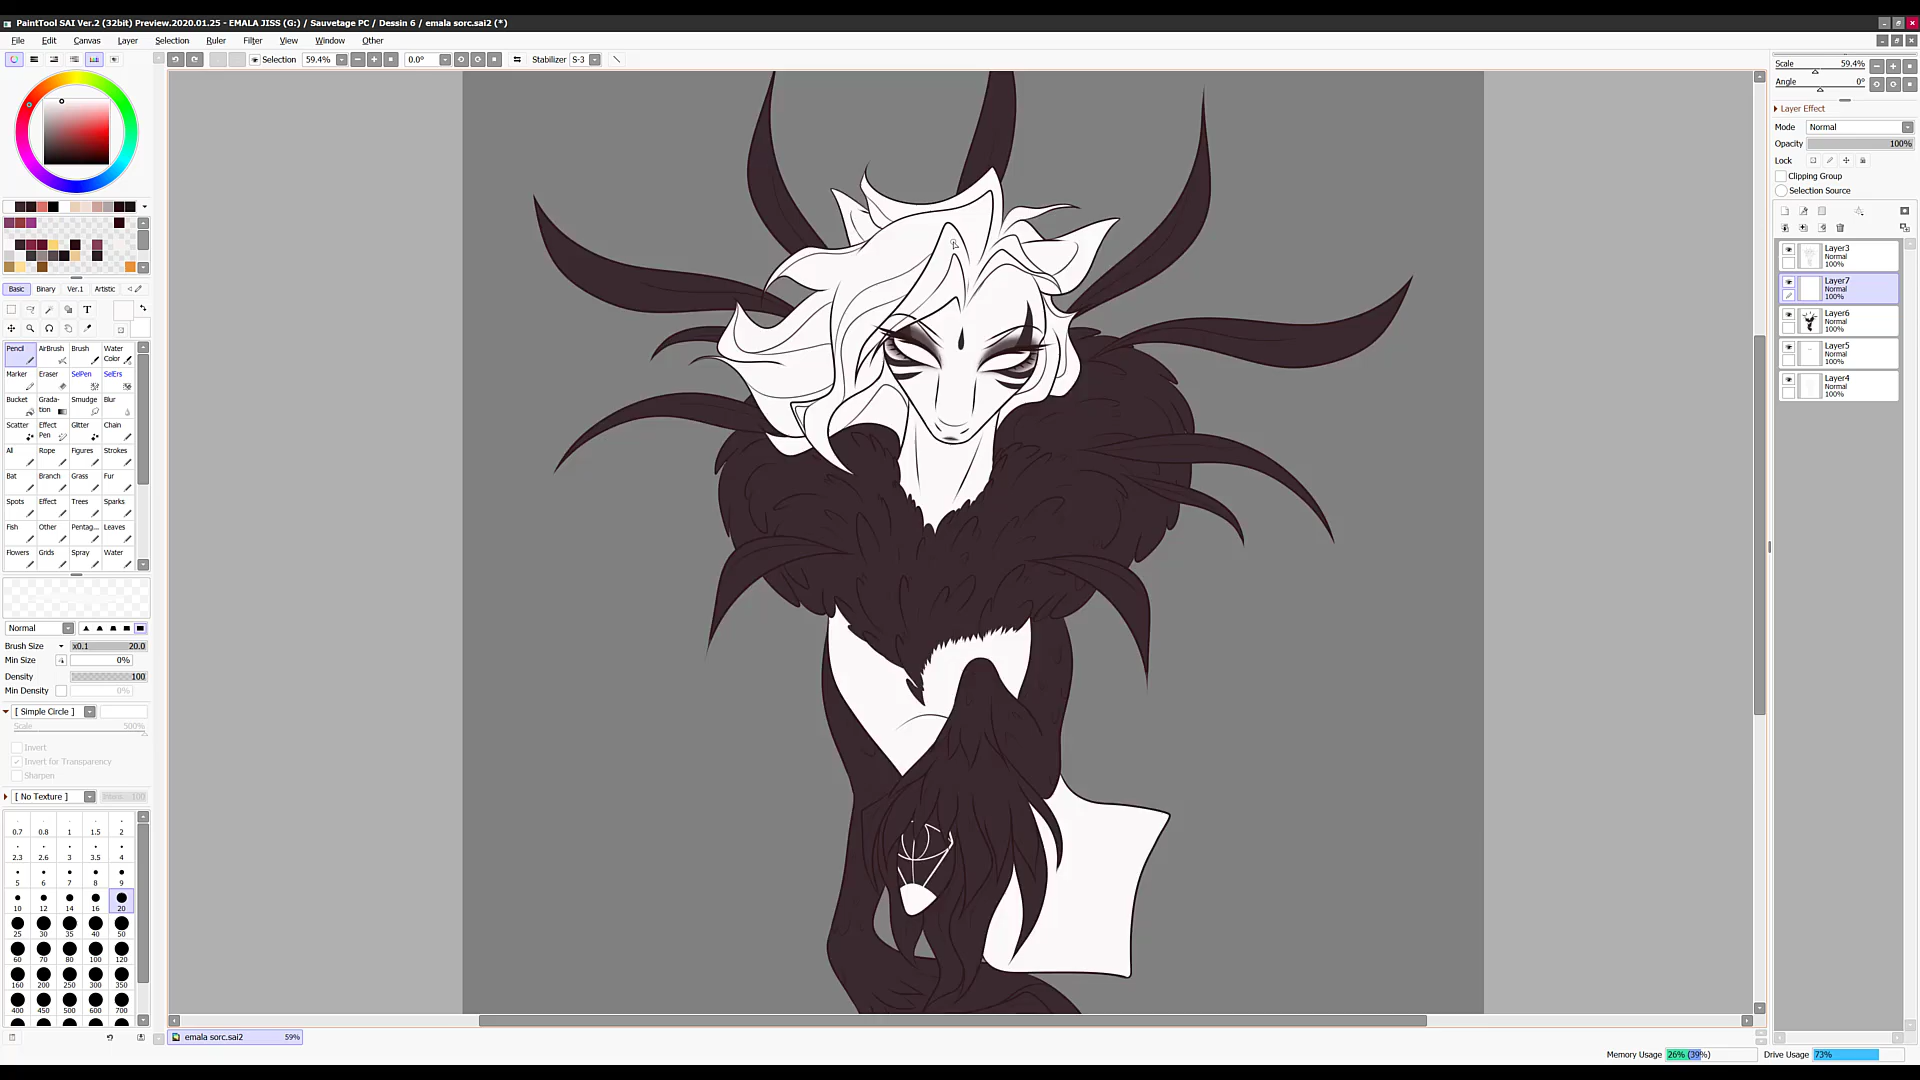 PaintTool SAI Ver.2 (32bit) Preview.2020.01.25 - EMALA JISS (G:) / Sauvetage PC / Dessin 6 / emala sorc.sai2 (*)
File Edit Canvas Layer Selection Ruler Filter View Window Other
Selection 59.4% 0.0° Stabilizer S-3
Scale 59.4%
Angle 0°
Layer Effect
Mode Normal
Opacity 100%
Lock
Clipping Group
Selection Source
Layer3
Normal
100%
Layer7
Normal
100%
Layer6
Normal
100%
Layer5
Normal
100%
Layer4
Normal
100%
Basic Binary Ver.1 Artistic
T
Pencil AirBrush Brush Water Color
Marker Eraser SelPen SelErs
Bucket Grada-tion Smudge Blur
Scatter Effect Pen Glitter Chain
All Rope Figures Strokes
Bat Branch Grass Fur
Spots Effect Trees Sparks
Fish Other Pentag... Leaves
Flowers Grids Spray Water
Normal
Brush Size x0.1 20.0
Min Size 0%
Density 100
Min Density 0%
[ Simple Circle ]
Scale 500%
Invert
Invert for Transparency
Sharpen
[ No Texture ] 100
0.7 0.8 1 1.5 2
2.3 2.6 3 3.5 4
5 6 7 8 9
10 12 14 16 20
25 30 35 40 50
60 70 80 100 120
160 200 250 300 350
400 450 500 600 700
emala sorc.sai2 59%
Memory Usage 26% (39%) Drive Usage 73%